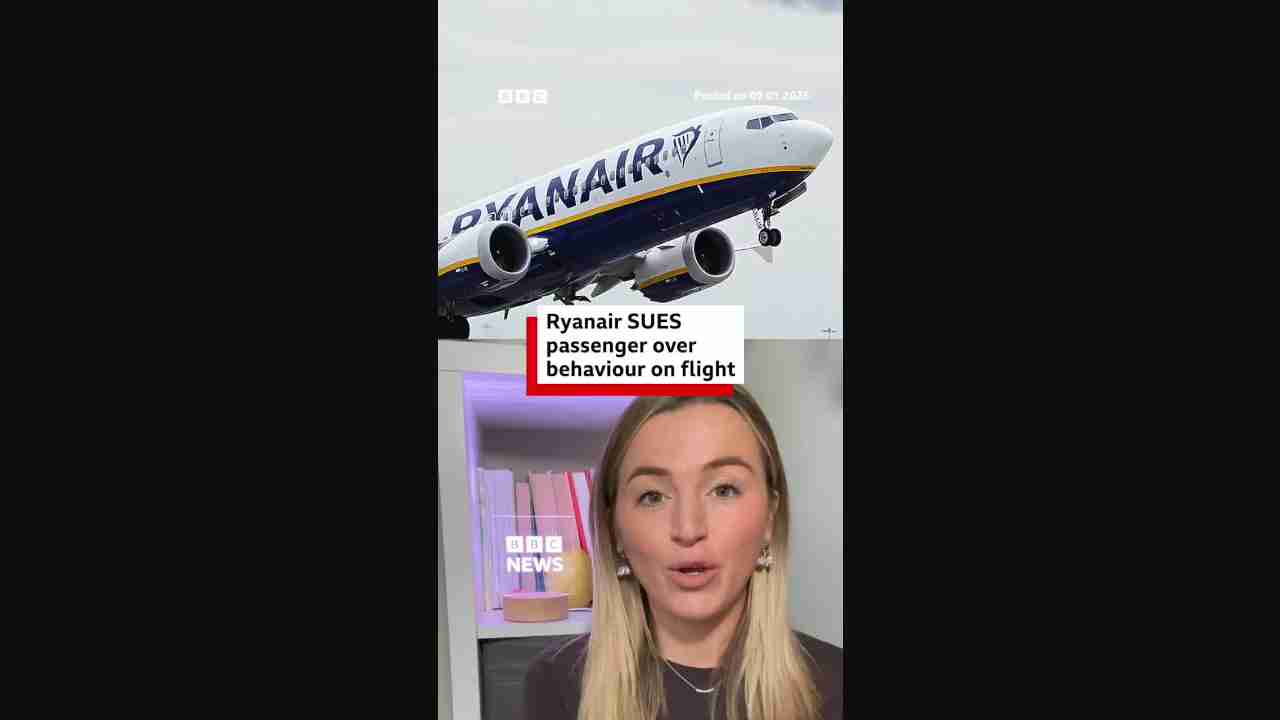 BBC
Posted on 09.01.2025
RYANAIR
Ryanair SUES
passenger over
behaviour on flight
BBC
NEWS